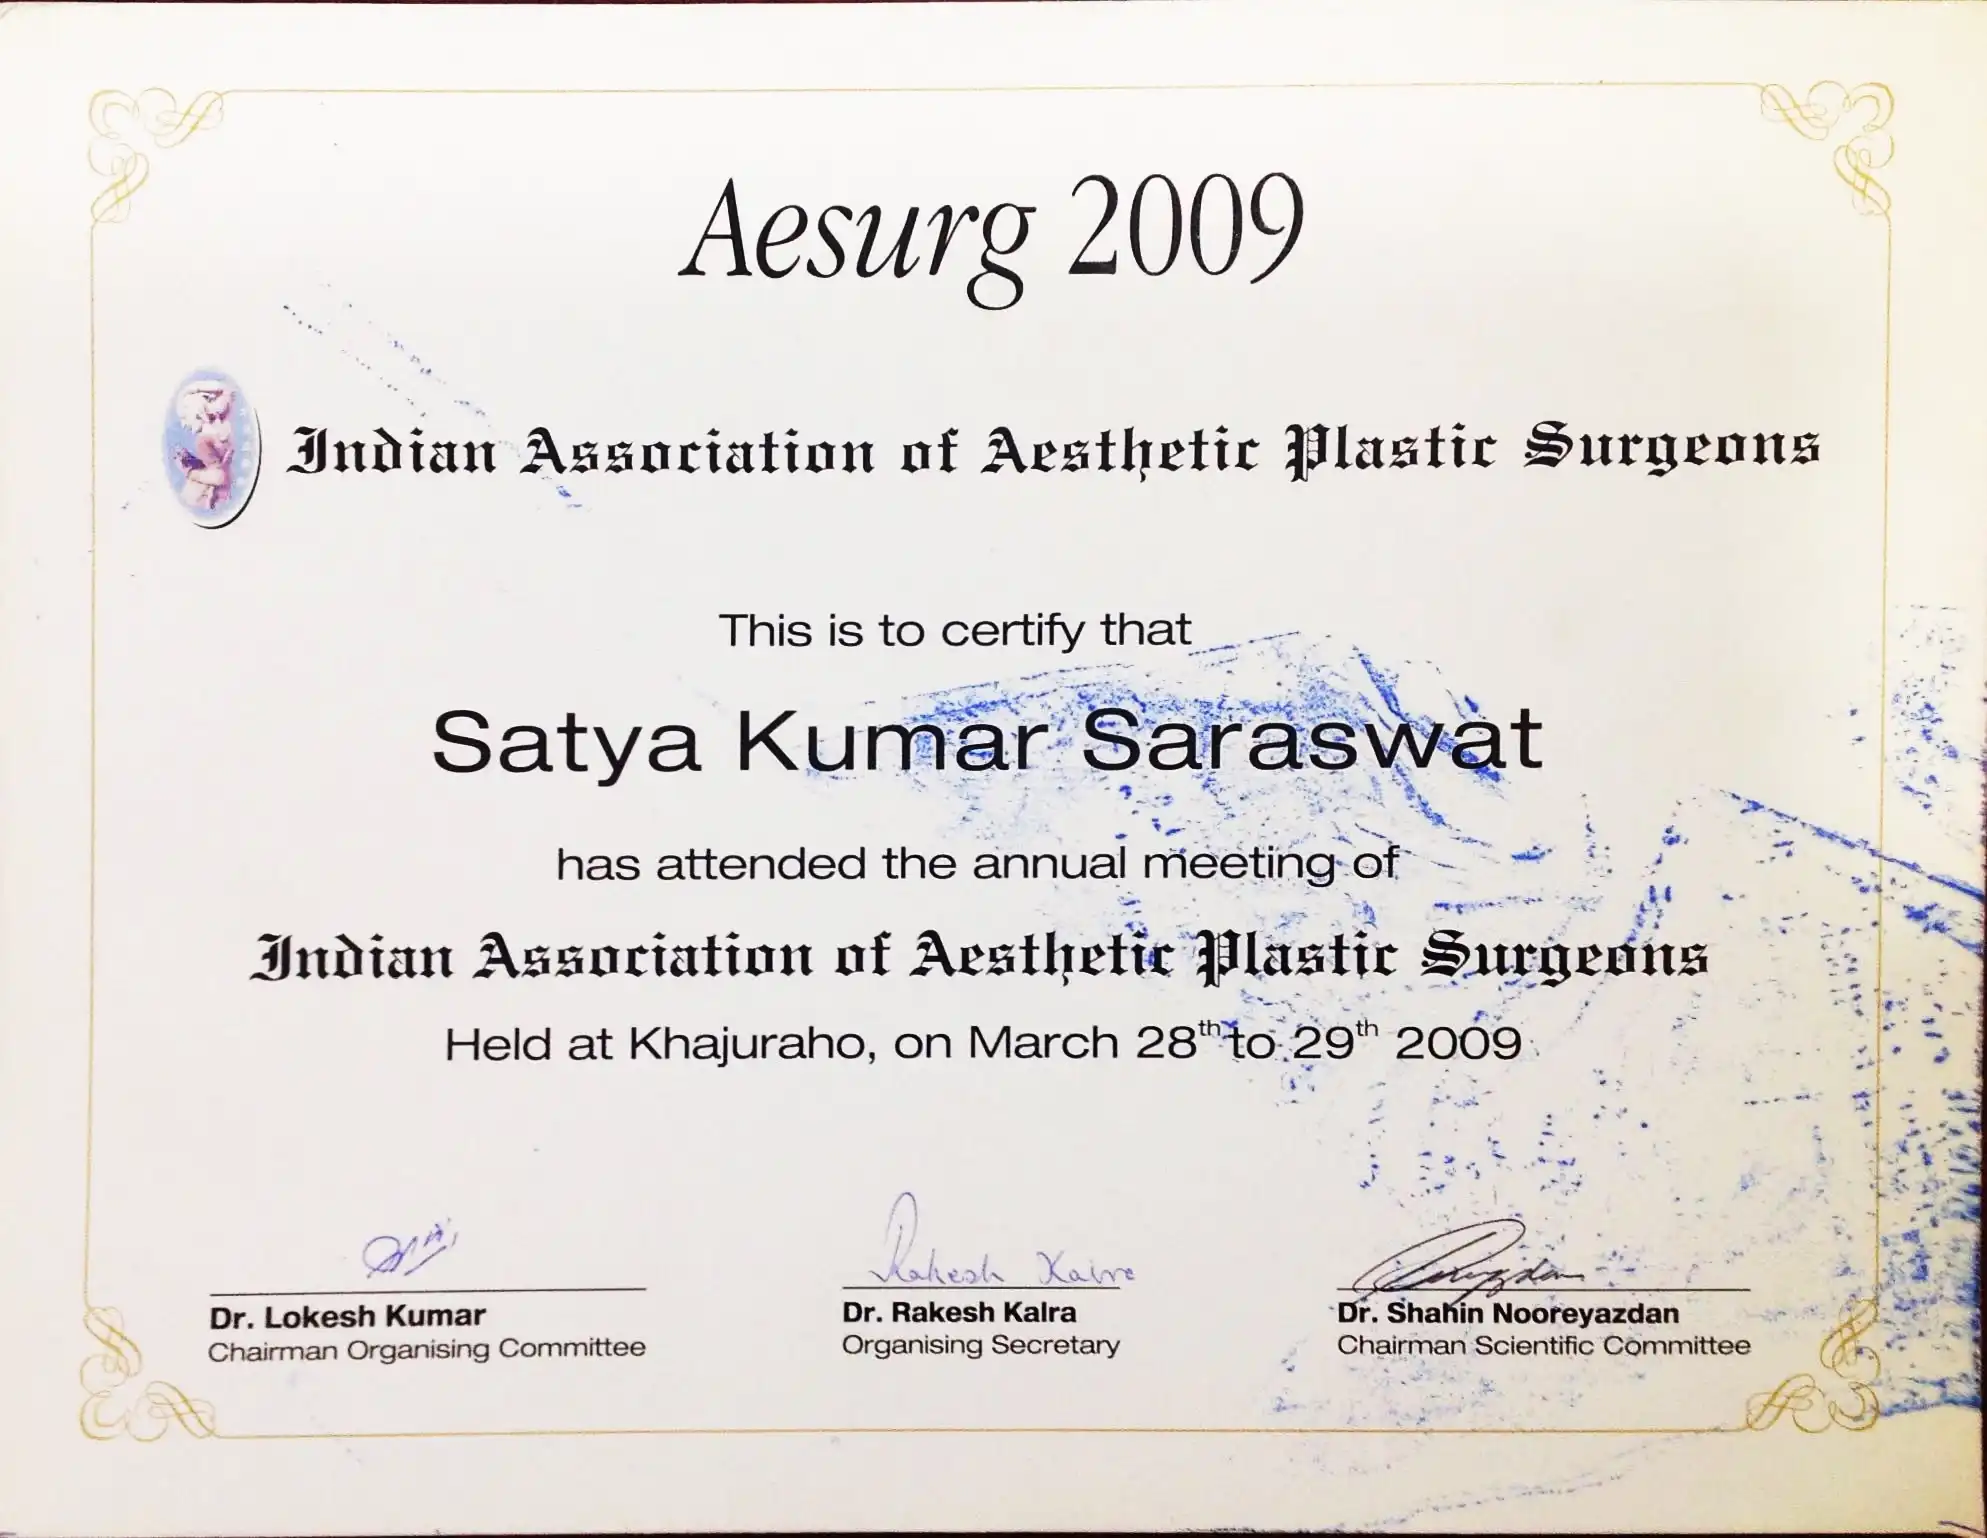 Aesurg 2009
Indian Association of Aesthetic Plastic Surgeons
This is to certify that
Satya Kumar Saraswat
has attended the annual meeting of
Indian Association of Aesthetic Plastic Surgeons
Held at Khajuraho, on March 28th to 29th 2009
Rakesh Kalra
Dr. Lokesh Kumar
Chairman Organising Committee
Dr. Rakesh Kalra
Organising Secretary
Dr. Shahin Nooreyazdan
Chairman Scientific Committee